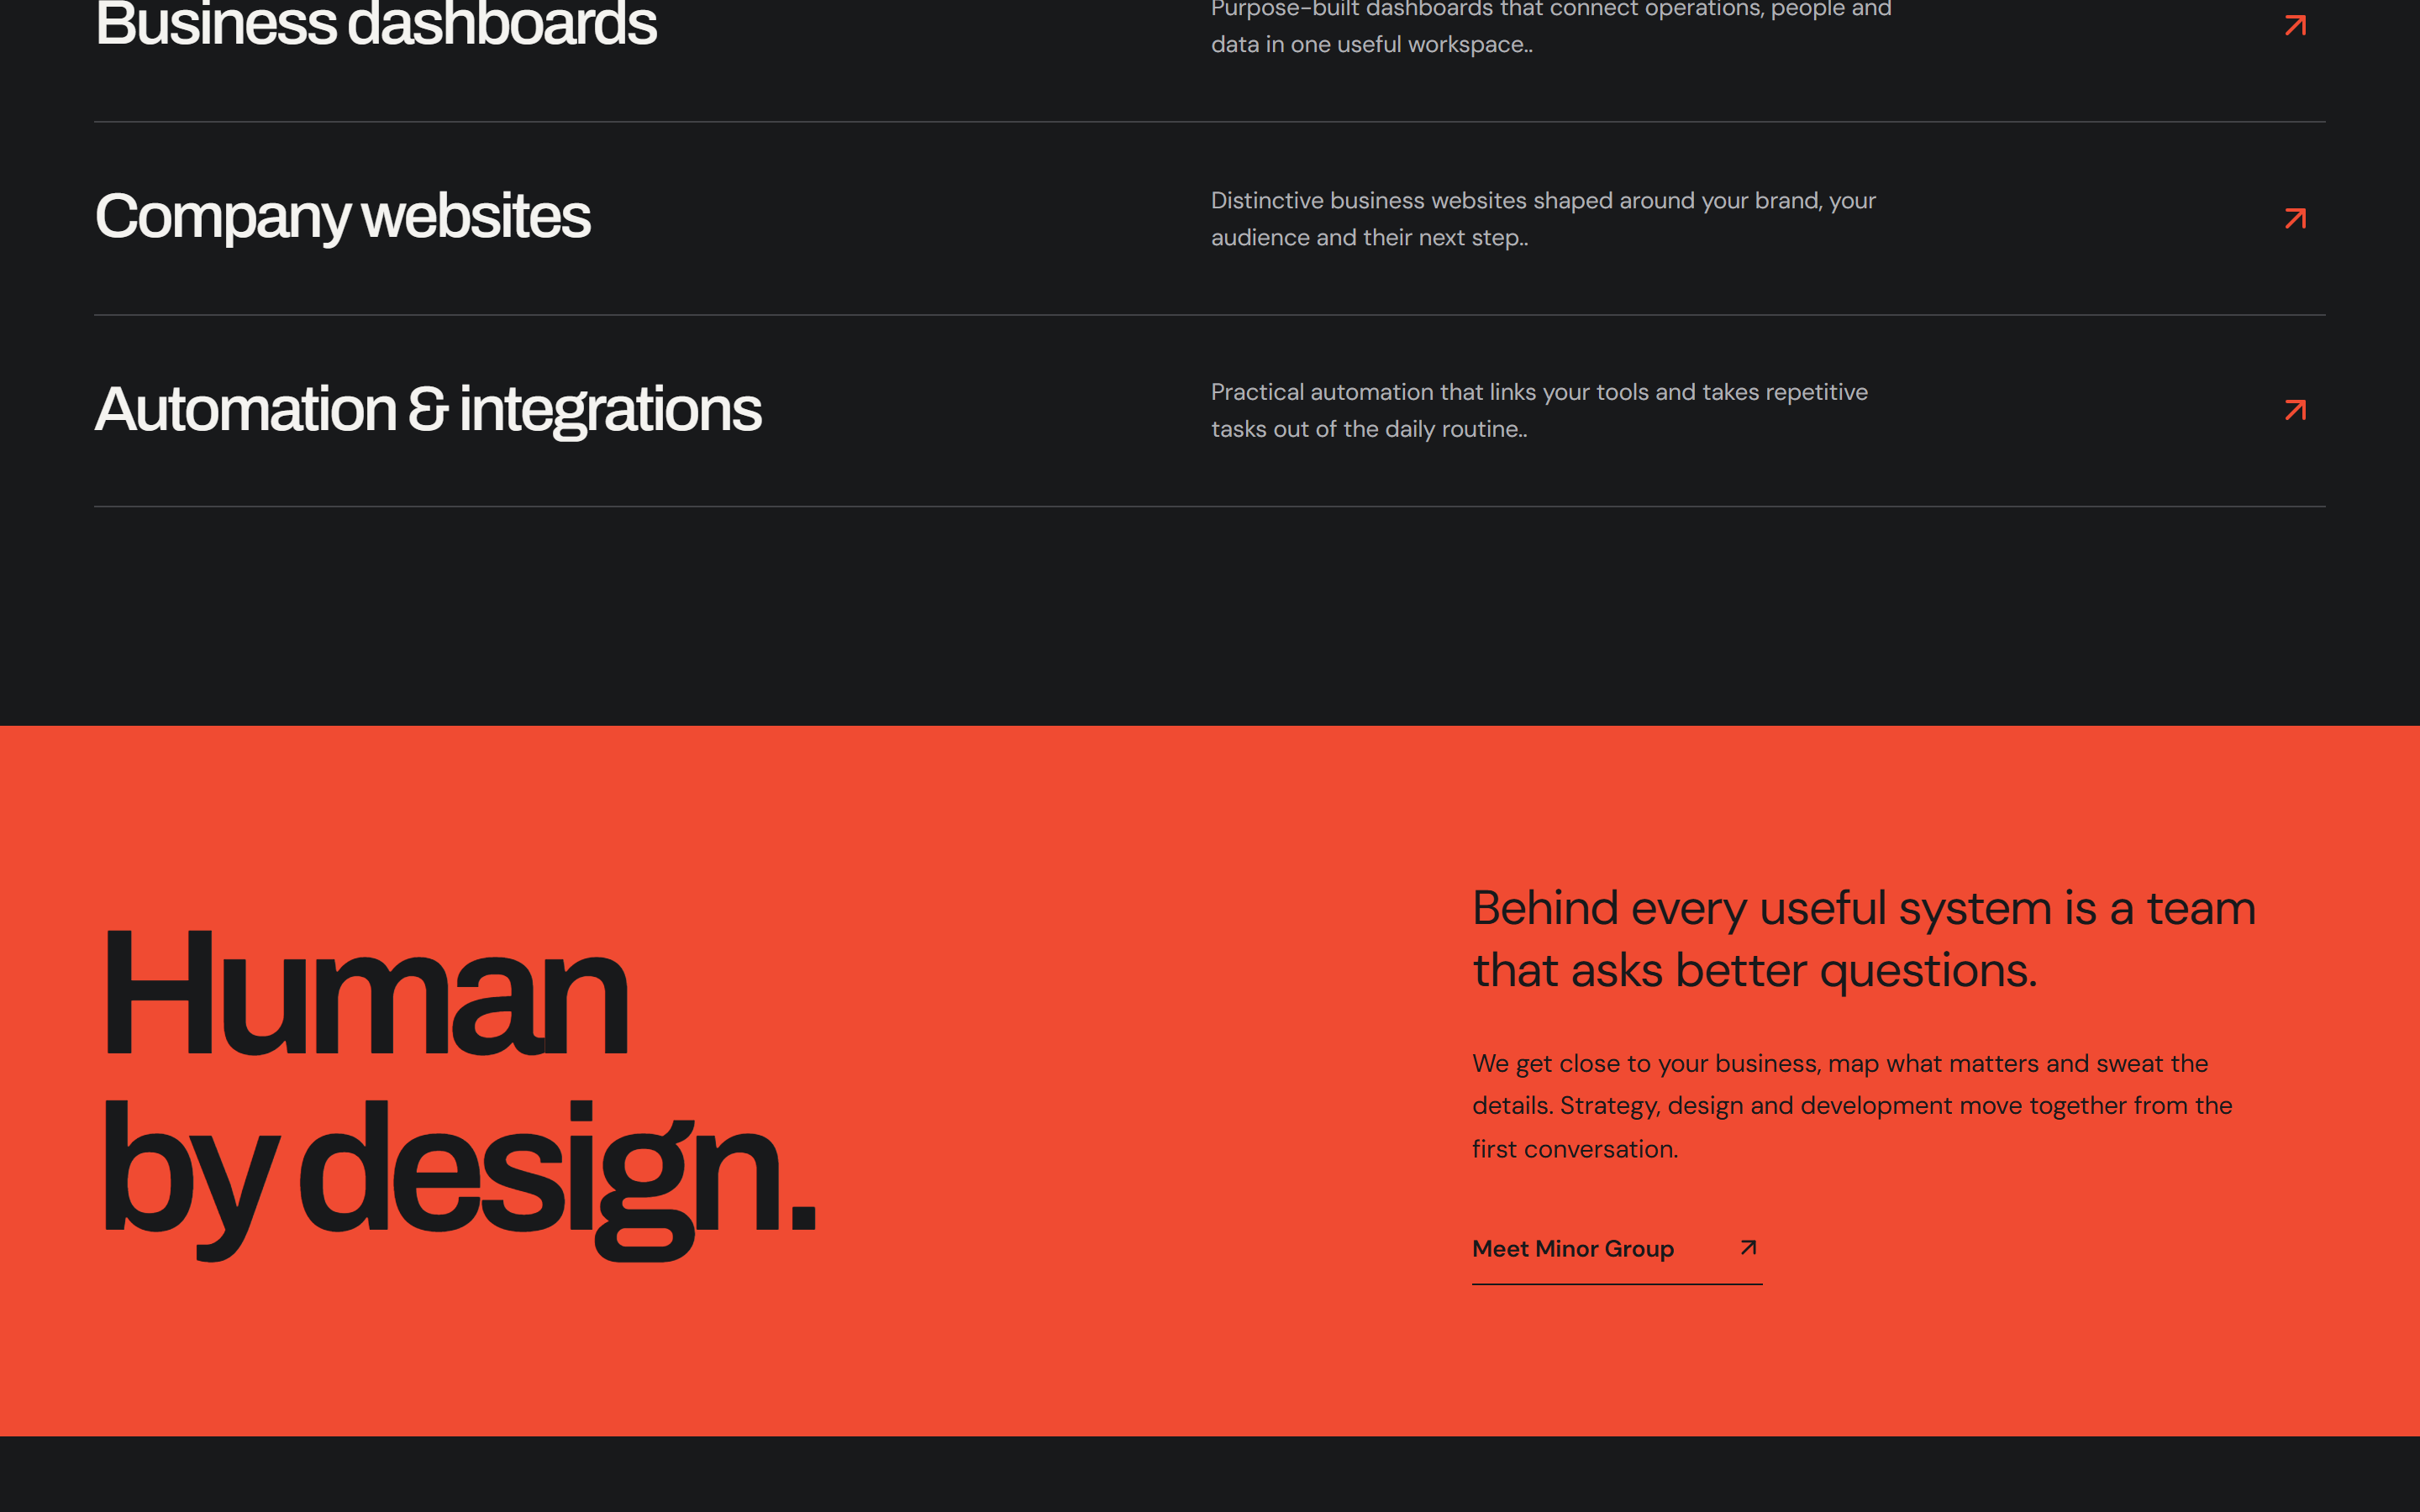 Business dashboards
Purpose-built dashboards that connect operations, people and
data in one useful workspace..
Company websites
Distinctive business websites shaped around your brand, your
audience and their next step..
Automation & integrations
Practical automation that links your tools and takes repetitive
tasks out of the daily routine..
Human
by design.
Behind every useful system is a team
that asks better questions.
We get close to your business, map what matters and sweat the
details. Strategy, design and development move together from the
first conversation.
Meet Minor Group